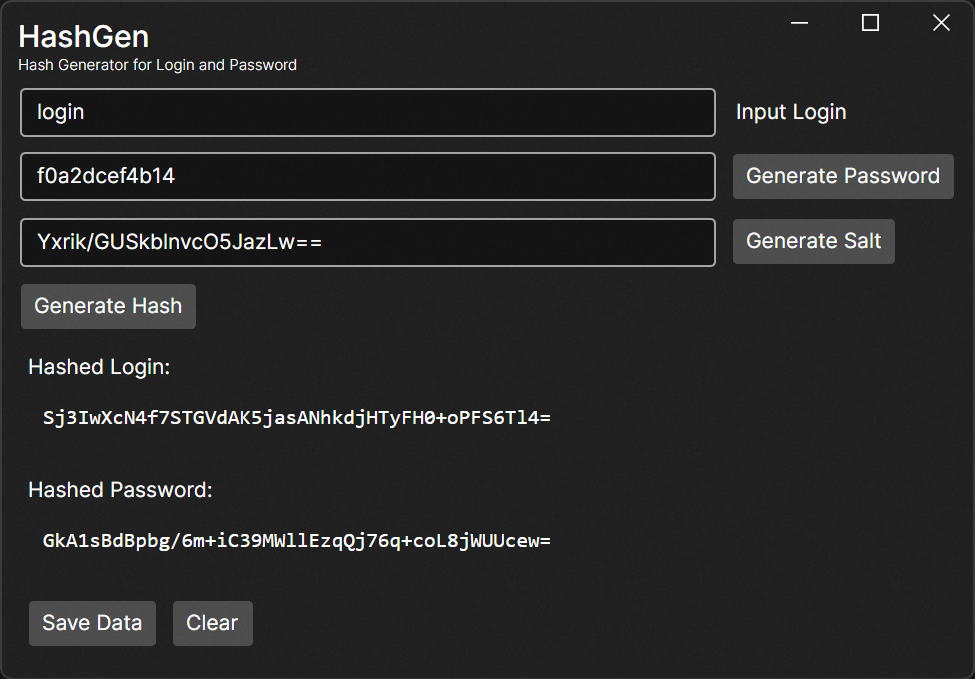 HashGen
Hash Generator for Login and Password
login
Input Login
f0a2dcef4b14
Generate Password
Yxrik/GUSkblnvcO5JazLw==
Generate Salt
Generate Hash
Hashed Login:
Sj3IwXcN4f7STGVdAK5jasANhkdjHTyFH0+oPFS6Tl4=
Hashed Password:
GkA1sBdBpbg/6m+iC39MWllEzqQj76q+coL8jWUUcew=
Save Data
Clear